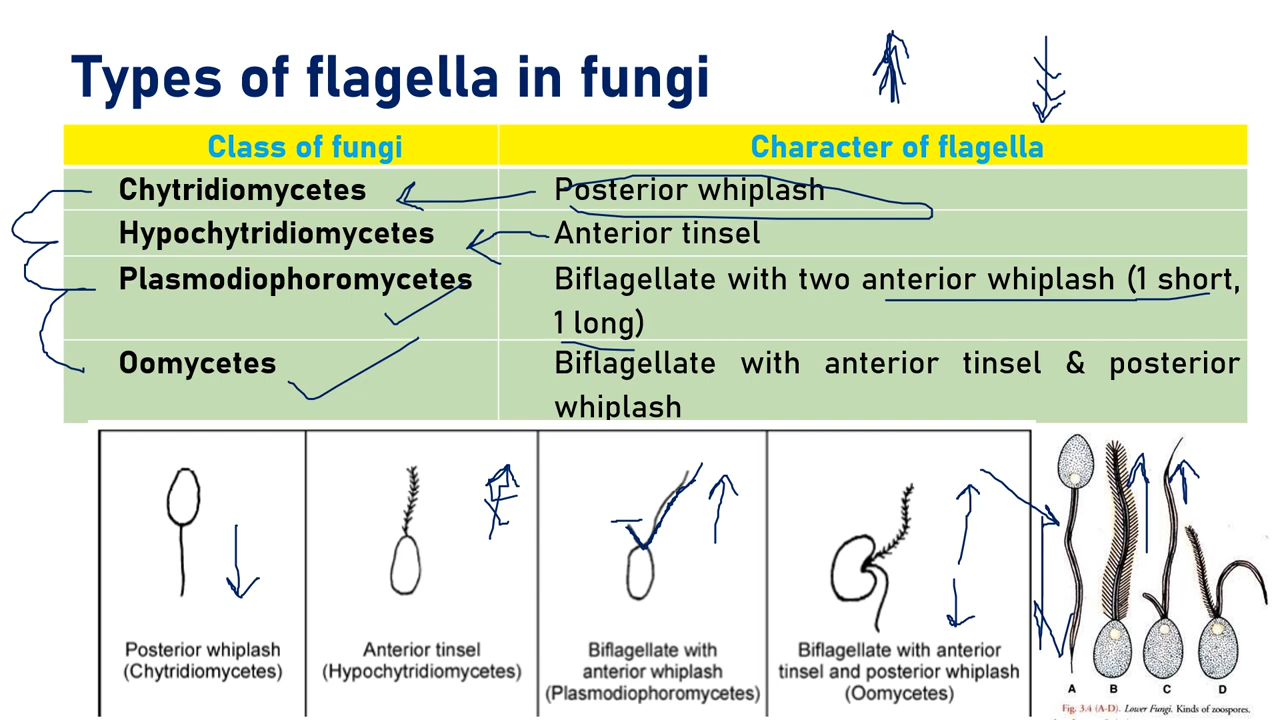 Types of flagella in fungi
Class of fungi
Character of flagella
Chytridiomycetes
Posterior whiplash
Hypochytridiomycetes
Anterior tinsel
Plasmodiophoromycetes
Biflagellate with two anterior whiplash (1 short,
1 long)
Oomycetes
Biflagellate with anterior tinsel & posterior
whiplash
Posterior whiplash
(Chytridiomycetes)
Anterior tinsel
(Hypochytridiomycetes)
Biflagellate with
anterior whiplash
(Plasmodiophoromycetes)
Biflagellate with anterior
tinsel and posterior whiplash
(Oomycetes)
A B C D
Fig. 3.4 (A-D). Lower Fungi. Kinds of zoospores.